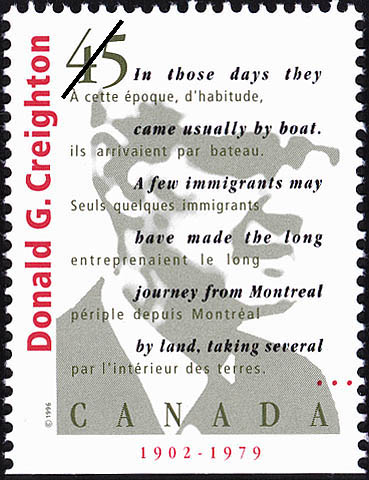 45
Donald G. Creighton
In those days they
À cette époque, d'habitude,
came usually by boat.
ils arrivaient par bateau.
A few immigrants may
Seuls quelques immigrants
have made the long
entreprenaient le long
journey from Montreal
périple depuis Montréal
by land, taking several
par l'intérieur des terres.
...
© 1996
CANADA
1902-1979